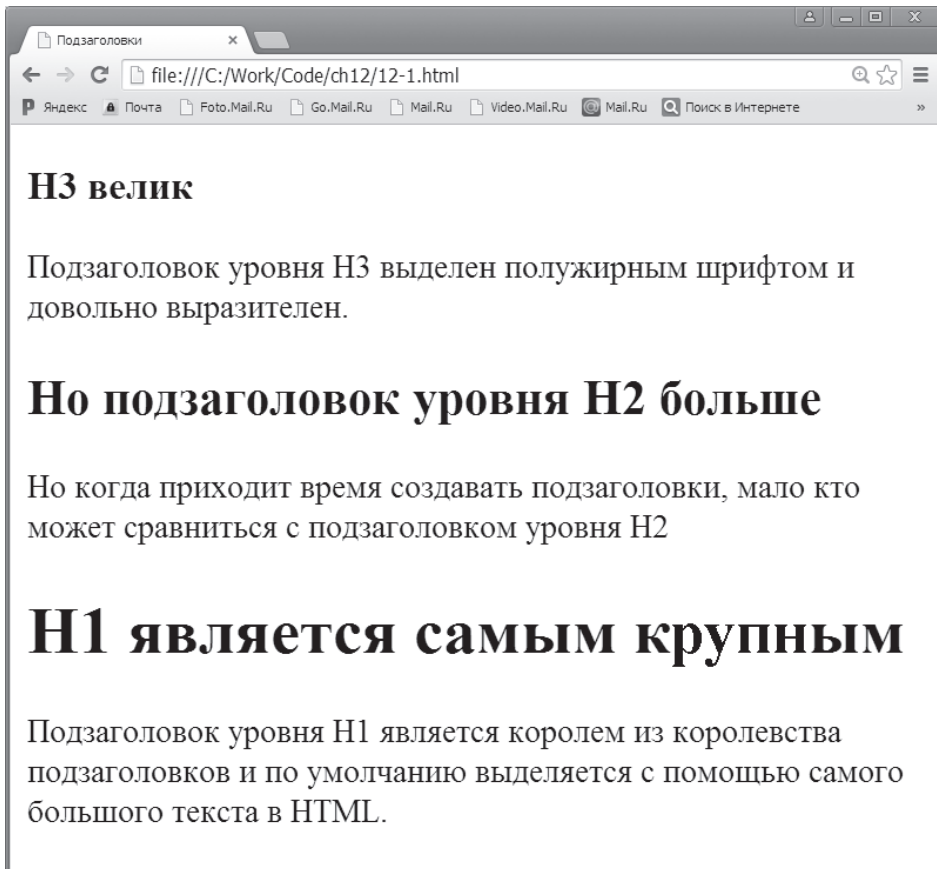 Подзаголовки
file:///C:/Work/Code/ch12/12-1.html
Яндекс Почта Foto.Mail.Ru Go.Mail.Ru Mail.Ru Video.Mail.Ru Mail.Ru Поиск в Интернете »
H3 велик
Подзаголовок уровня H3 выделен полужирным шрифтом и
довольно выразителен.
Но подзаголовок уровня H2 больше
Но когда приходит время создавать подзаголовки, мало кто
может сравниться с подзаголовком уровня H2
H1 является самым крупным
Подзаголовок уровня H1 является королем из королевства
подзаголовков и по умолчанию выделяется с помощью самого
большого текста в HTML.